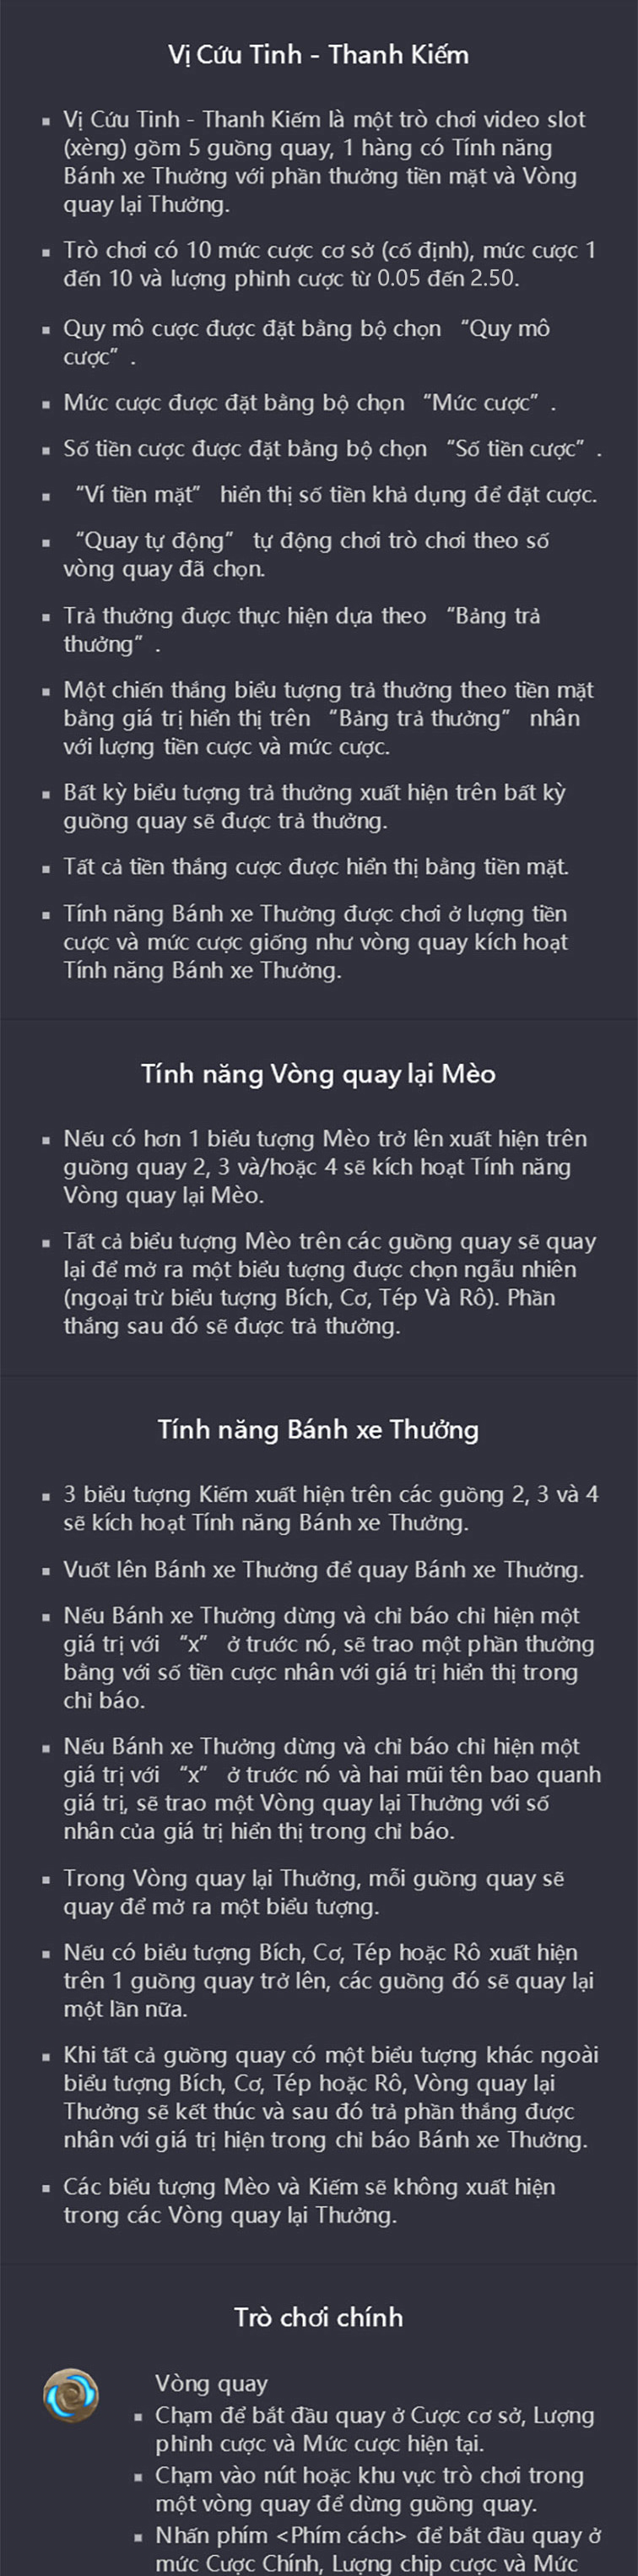 Vị Cứu Tinh - Thanh Kiếm
▪ Vị Cứu Tinh - Thanh Kiếm là một trò chơi video slot
(xèng) gồm 5 guồng quay, 1 hàng có Tính năng
Bánh xe Thưởng với phần thưởng tiền mặt và Vòng
quay lại Thưởng.
▪ Trò chơi có 10 mức cược cơ sở (cố định), mức cược 1
đến 10 và lượng phỉnh cược từ 0.05 đến 2.50.
▪ Quy mô cược được đặt bằng bộ chọn “Quy mô
cược” .
▪ Mức cược được đặt bằng bộ chọn “Mức cược” .
▪ Số tiền cược được đặt bằng bộ chọn “Số tiền cược” .
▪ “Ví tiền mặt” hiển thị số tiền khả dụng để đặt cược.
▪ “Quay tự động” tự động chơi trò chơi theo số
vòng quay đã chọn.
▪ Trả thưởng được thực hiện dựa theo “Bảng trả
thưởng” .
▪ Một chiến thắng biểu tượng trả thưởng theo tiền mặt
bằng giá trị hiển thị trên “Bảng trả thưởng” nhân
với lượng tiền cược và mức cược.
▪ Bất kỳ biểu tượng trả thưởng xuất hiện trên bất kỳ
guồng quay sẽ được trả thưởng.
▪ Tất cả tiền thắng cược được hiển thị bằng tiền mặt.
▪ Tính năng Bánh xe Thưởng được chơi ở lượng tiền
cược và mức cược giống như vòng quay kích hoạt
Tính năng Bánh xe Thưởng.
Tính năng Vòng quay lại Mèo
▪ Nếu có hơn 1 biểu tượng Mèo trở lên xuất hiện trên
guồng quay 2, 3 và/hoặc 4 sẽ kích hoạt Tính năng
Vòng quay lại Mèo.
▪ Tất cả biểu tượng Mèo trên các guồng quay sẽ quay
lại để mở ra một biểu tượng được chọn ngẫu nhiên
(ngoại trừ biểu tượng Bích, Cơ, Tép Và Rô). Phần
thắng sau đó sẽ được trả thưởng.
Tính năng Bánh xe Thưởng
▪ 3 biểu tượng Kiếm xuất hiện trên các guồng 2, 3 và 4
sẽ kích hoạt Tính năng Bánh xe Thưởng.
▪ Vuốt lên Bánh xe Thưởng để quay Bánh xe Thưởng.
▪ Nếu Bánh xe Thưởng dừng và chỉ báo chỉ hiện một
giá trị với “x” ở trước nó, sẽ trao một phần thưởng
bằng với số tiền cược nhân với giá trị hiển thị trong
chỉ báo.
▪ Nếu Bánh xe Thưởng dừng và chỉ báo chỉ hiện một
giá trị với “x” ở trước nó và hai mũi tên bao quanh
giá trị, sẽ trao một Vòng quay lại Thưởng với số
nhân của giá trị hiển thị trong chỉ báo.
▪ Trong Vòng quay lại Thưởng, mỗi guồng quay sẽ
quay để mở ra một biểu tượng.
▪ Nếu có biểu tượng Bích, Cơ, Tép hoặc Rô xuất hiện
trên 1 guồng quay trở lên, các guồng đó sẽ quay lại
một lần nữa.
▪ Khi tất cả guồng quay có một biểu tượng khác ngoài
biểu tượng Bích, Cơ, Tép hoặc Rô, Vòng quay lại
Thưởng sẽ kết thúc và sau đó trả phần thắng được
nhân với giá trị hiện trong chỉ báo Bánh xe Thưởng.
▪ Các biểu tượng Mèo và Kiếm sẽ không xuất hiện
trong các Vòng quay lại Thưởng.
Trò chơi chính
Vòng quay
▪ Chạm để bắt đầu quay ở Cược cơ sở, Lượng
phỉnh cược và Mức cược hiện tại.
▪ Chạm vào nút hoặc khu vực trò chơi trong
một vòng quay để dừng guồng quay.
▪ Nhấn phím <Phím cách> để bắt đầu quay ở
mức Cược Chính, Lượng chip cược và Mức